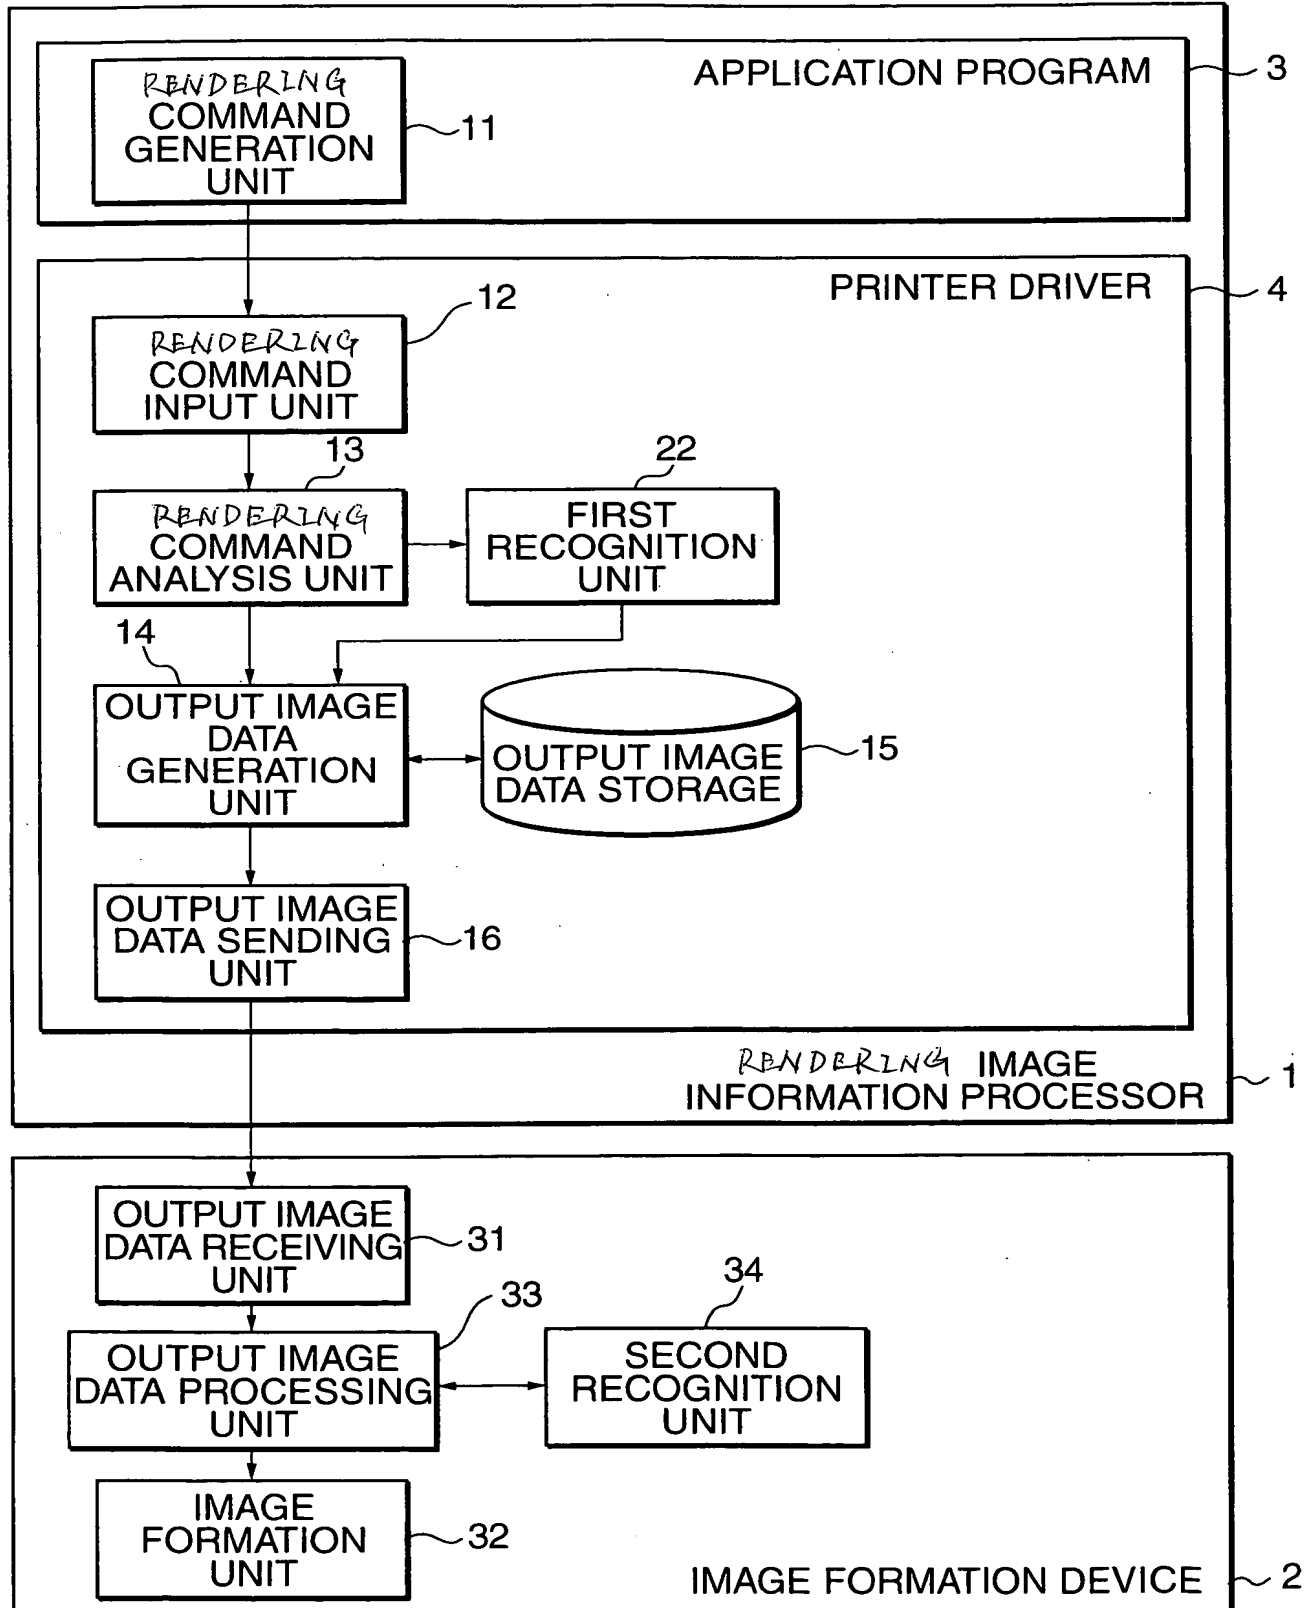 APPLICATION PROGRAM
3
RENDERING
COMMAND
GENERATION
UNIT
11
PRINTER DRIVER
4
12
RENDERING
COMMAND
INPUT UNIT
13
RENDERING
COMMAND
ANALYSIS UNIT
22
FIRST
RECOGNITION
UNIT
14
OUTPUT IMAGE
DATA
GENERATION
UNIT
OUTPUT IMAGE
DATA STORAGE
15
OUTPUT IMAGE
DATA SENDING
UNIT
16
RENDERING IMAGE
INFORMATION PROCESSOR
1
OUTPUT IMAGE
DATA RECEIVING
UNIT
31
33
OUTPUT IMAGE
DATA PROCESSING
UNIT
34
SECOND
RECOGNITION
UNIT
IMAGE
FORMATION
UNIT
32
IMAGE FORMATION DEVICE
2